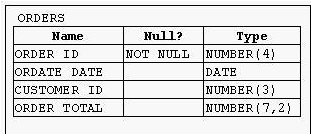 ORDERS
Name Null? Type
ORDER ID NOT NULL NUMBER(4)
ORDATE DATE DATE
CUSTOMER ID NUMBER(3)
ORDER TOTAL NUMBER(7,2)